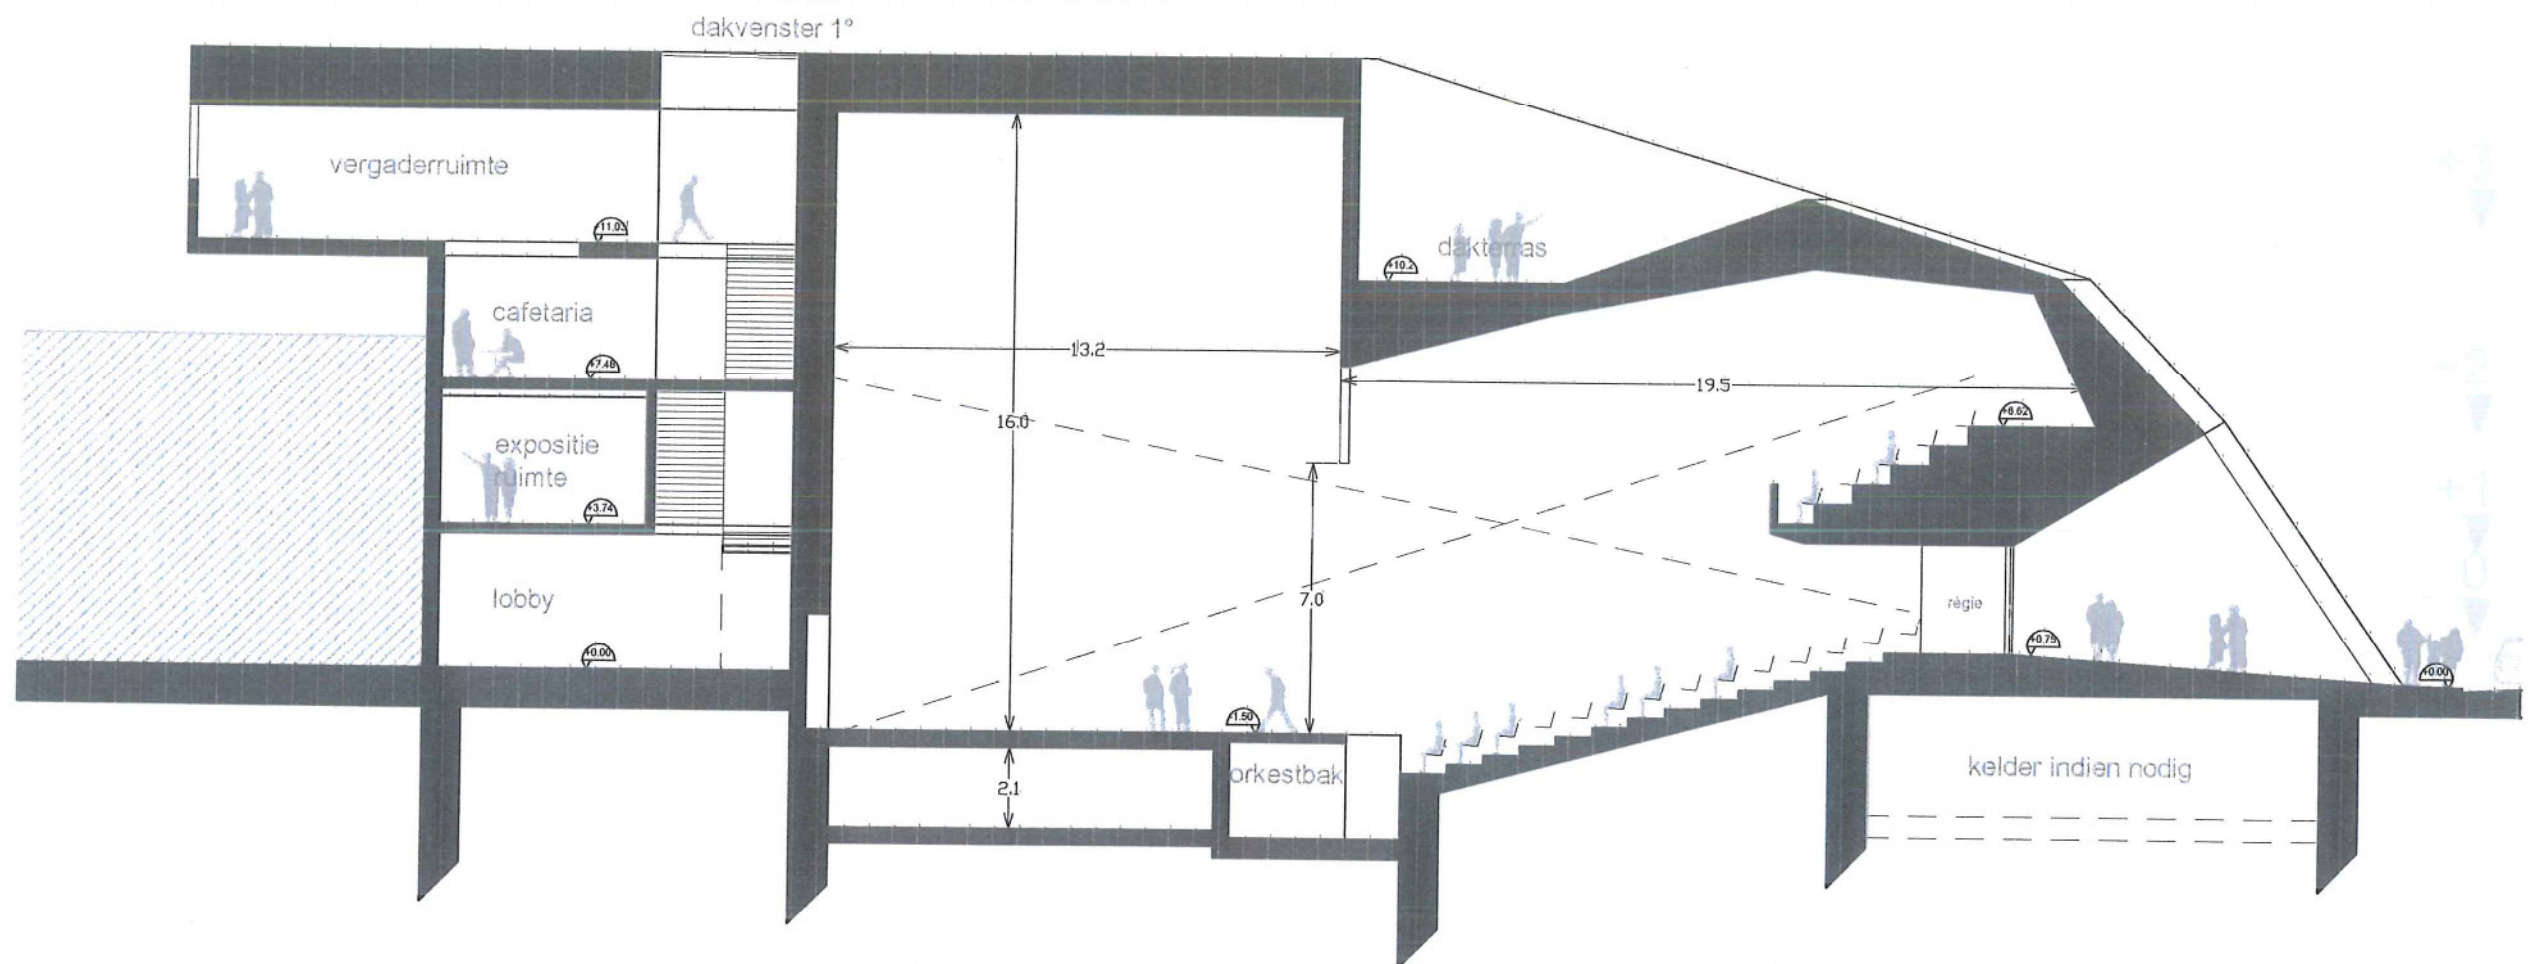 dakvenster 1°
vergaderruimte
11.03
dakterras
+10.2
cafetaria
+7.48
13.2
19.5
16.0
+6.62
expositie
ruimte
+3.74
lobby
+0.00
7.0
règie
+0.75
+0.00
-1.50
2.1
orkestbak
kelder indien nodig